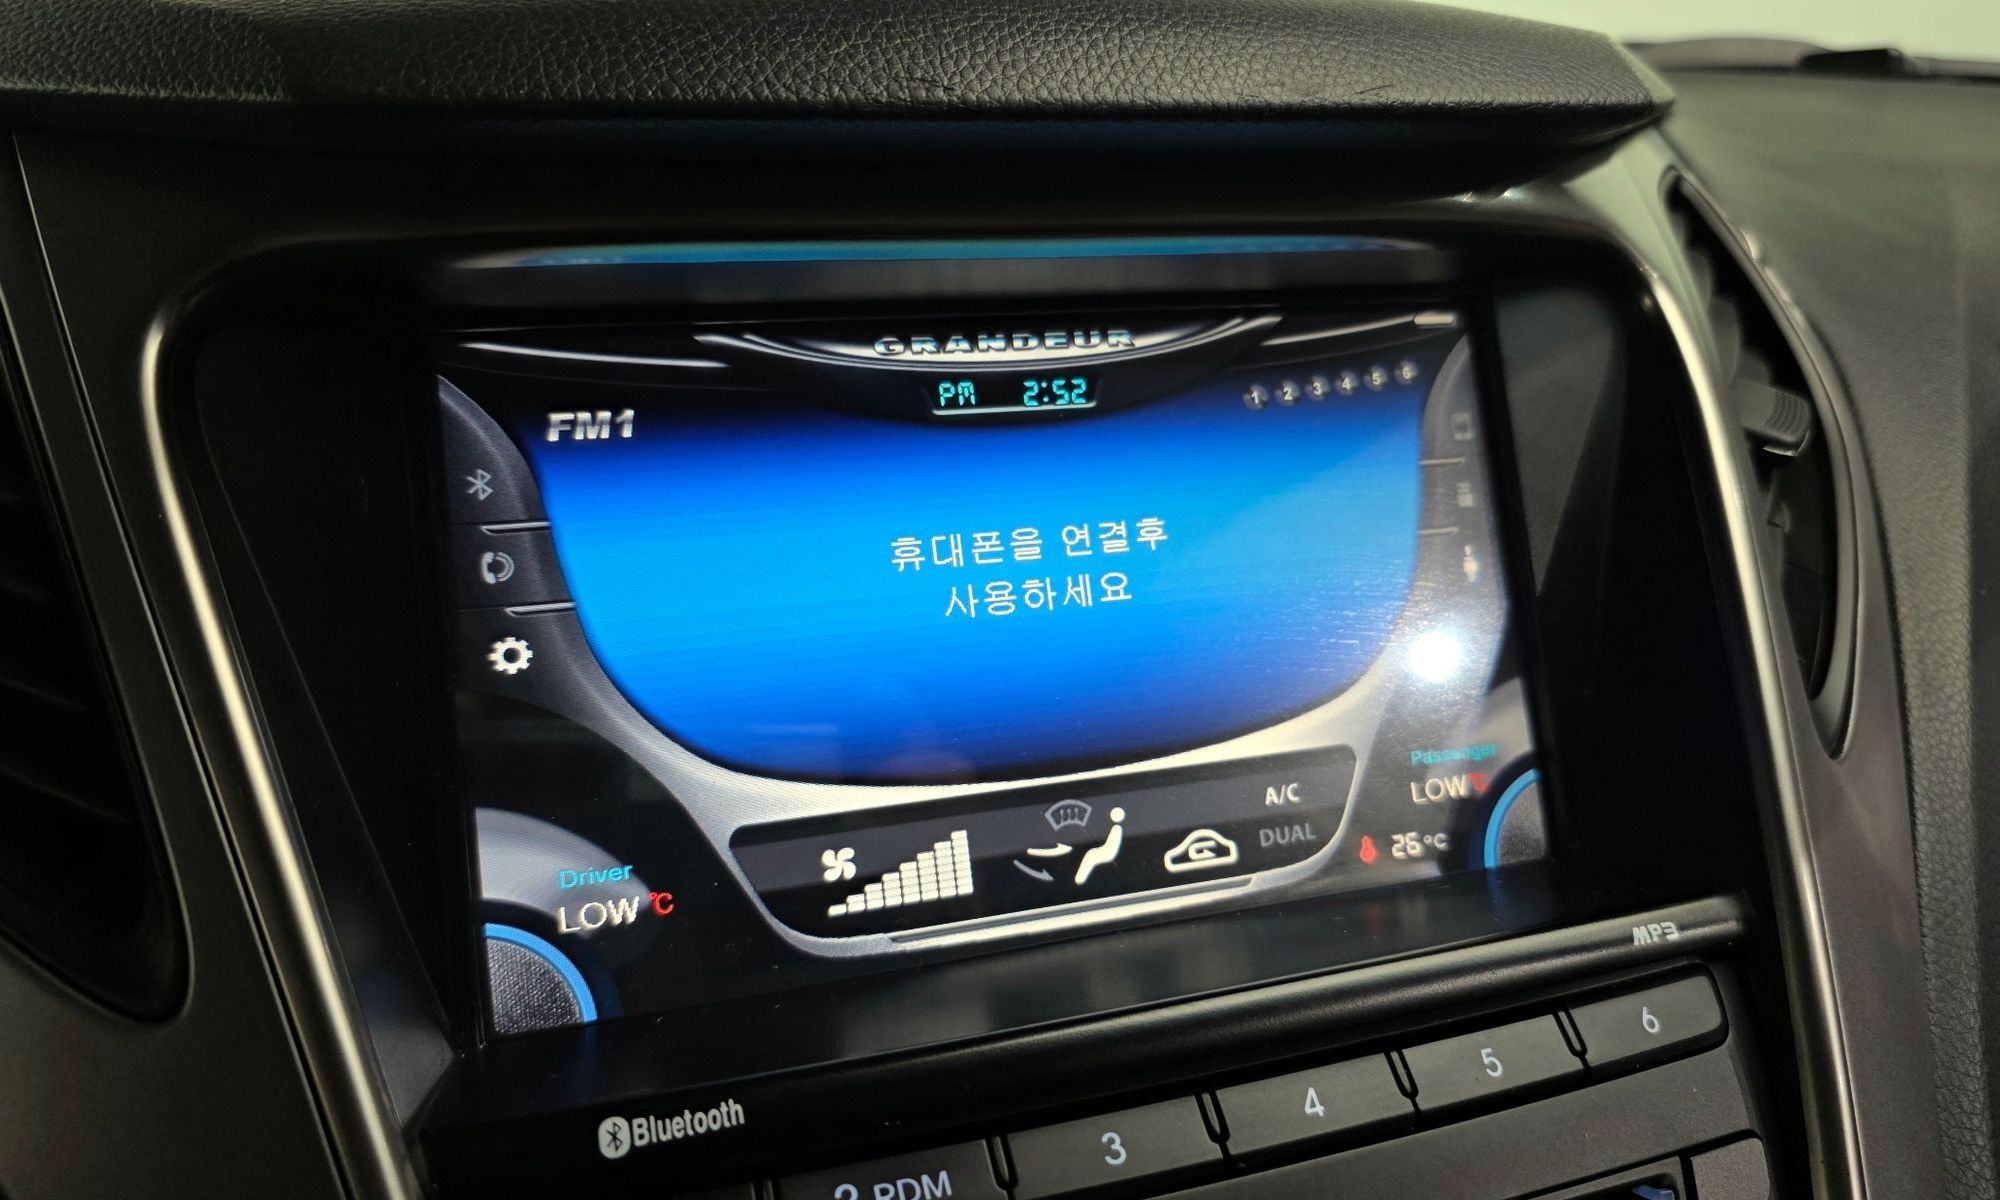 GRANDEUR
PM 2:52
1 2 3 4 5 6
FM1
휴대폰을 연결후
사용하세요
Passenger
A/C
LOW℃
DUAL
26°C
Driver
LOW ℃
MP3
6
5
4
Bluetooth
3
2 RDM